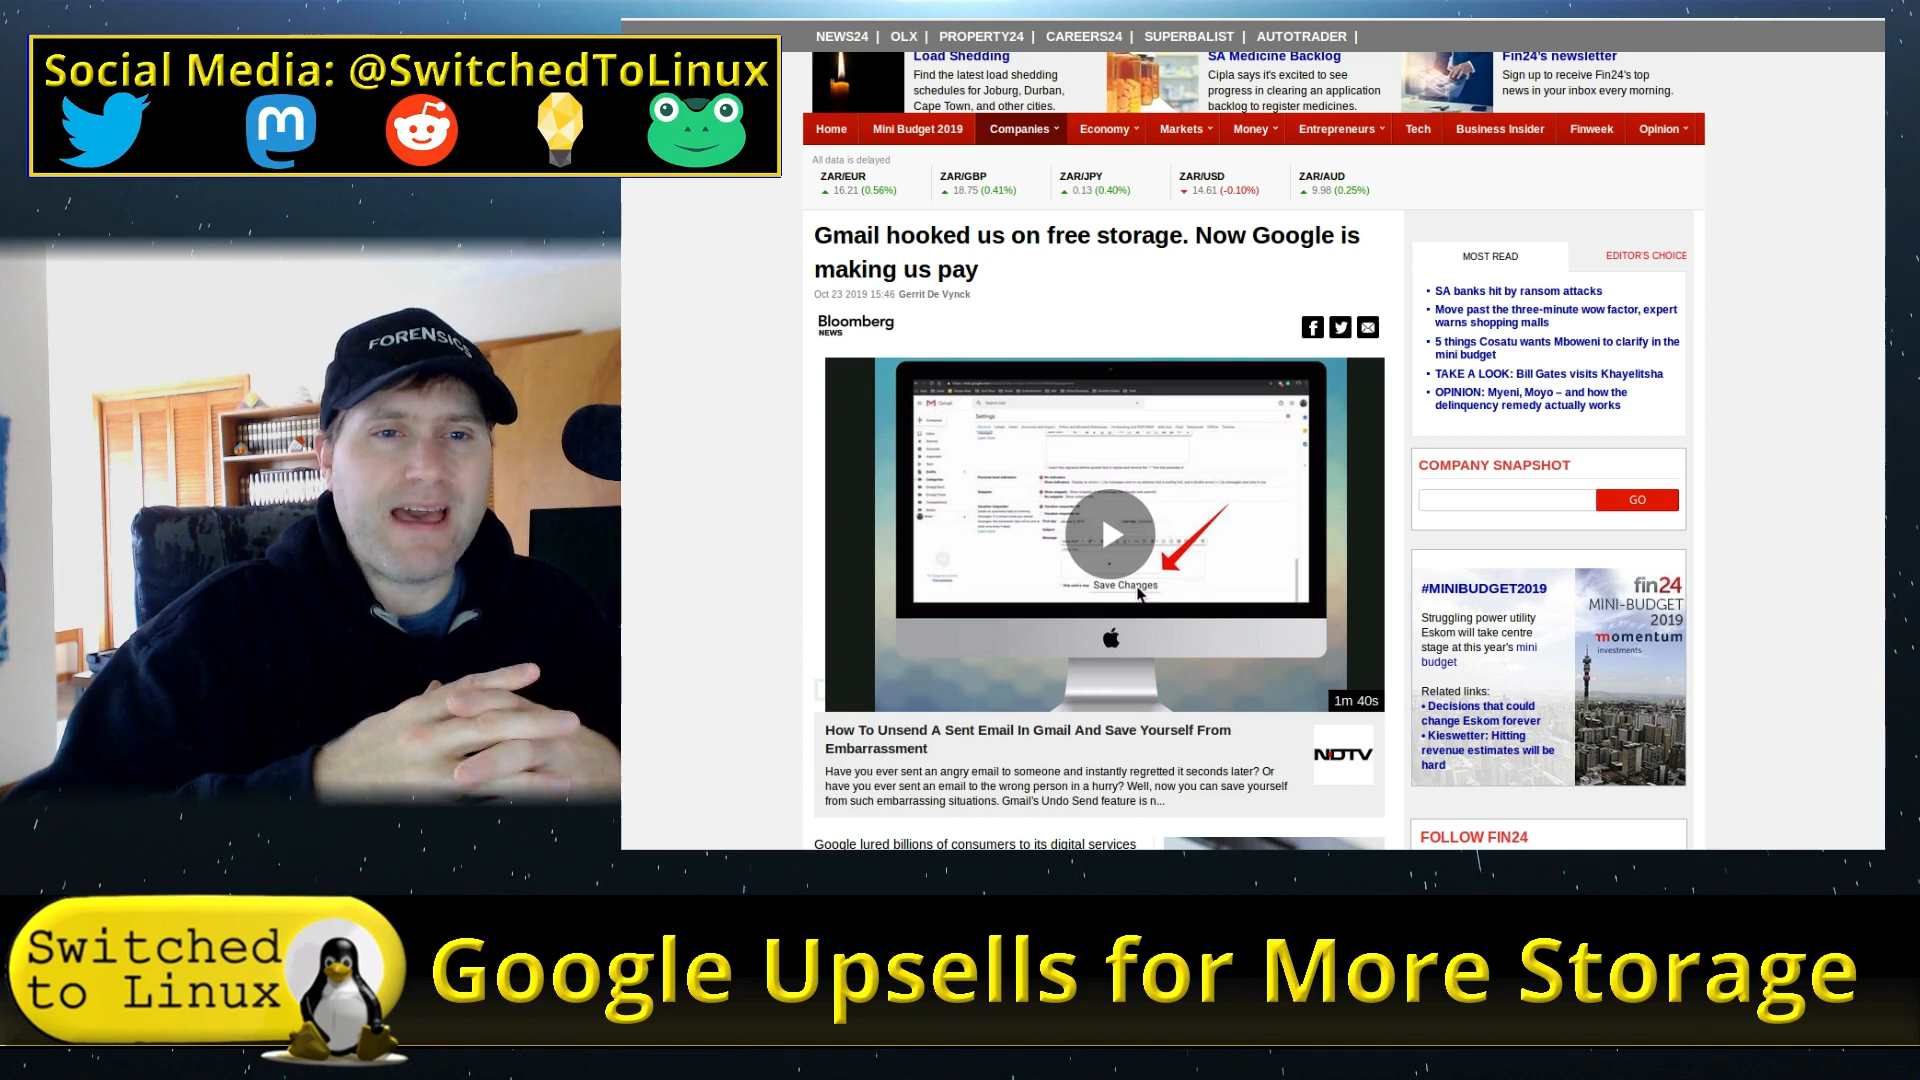 Social Media: @SwitchedToLinux
NEWS24 | OLX | PROPERTY24 | CAREERS24 | SUPERBALIST | AUTOTRADER |
Load Shedding
Find the latest load shedding
schedules for Joburg, Durban,
Cape Town, and other cities.
SA Medicine Backlog
Cipla says it's excited to see
progress in clearing an application
backlog to register medicines.
Fin24's newsletter
Sign up to receive Fin24's top
news in your inbox every morning.
Home Mini Budget 2019 Companies Economy Markets Money Entrepreneurs Tech Business Insider Finweek Opinion
All data is delayed
ZAR/EUR ZAR/GBP ZAR/JPY ZAR/USD ZAR/AUD
16.21 (0.56%) 18.75 (0.41%) 0.13 (0.40%) 14.61 (-0.10%) 9.98 (0.25%)
Gmail hooked us on free storage. Now Google is
making us pay
Oct 23 2019 15:46 Gerrit De Vynck
Bloomberg
NEWS
FORENSICS
Gmail
Settings
Save Changes
1m 40s
How To Unsend A Sent Email In Gmail And Save Yourself From
Embarrassment
NDTV
Have you ever sent an angry email to someone and instantly regretted it seconds later? Or
have you ever sent an email to the wrong person in a hurry? Well, now you can save yourself
from such embarrassing situations. Gmail's Undo Send feature is n...
Google lured billions of consumers to its digital services
MOST READ EDITOR'S CHOICE
• SA banks hit by ransom attacks
• Move past the three-minute wow factor, expert
warns shopping malls
• 5 things Cosatu wants Mboweni to clarify in the
mini budget
• TAKE A LOOK: Bill Gates visits Khayelitsha
• OPINION: Myeni, Moyo – and how the
delinquency remedy actually works
COMPANY SNAPSHOT
GO
#MINIBUDGET2019
Struggling power utility
Eskom will take centre
stage at this year's mini
budget
Related links:
• Decisions that could
change Eskom forever
• Kieswetter: Hitting
revenue estimates will be
hard
fin24
MINI-BUDGET
2019
momentum
investments
FOLLOW FIN24
Switched
to Linux
Google Upsells for More Storage